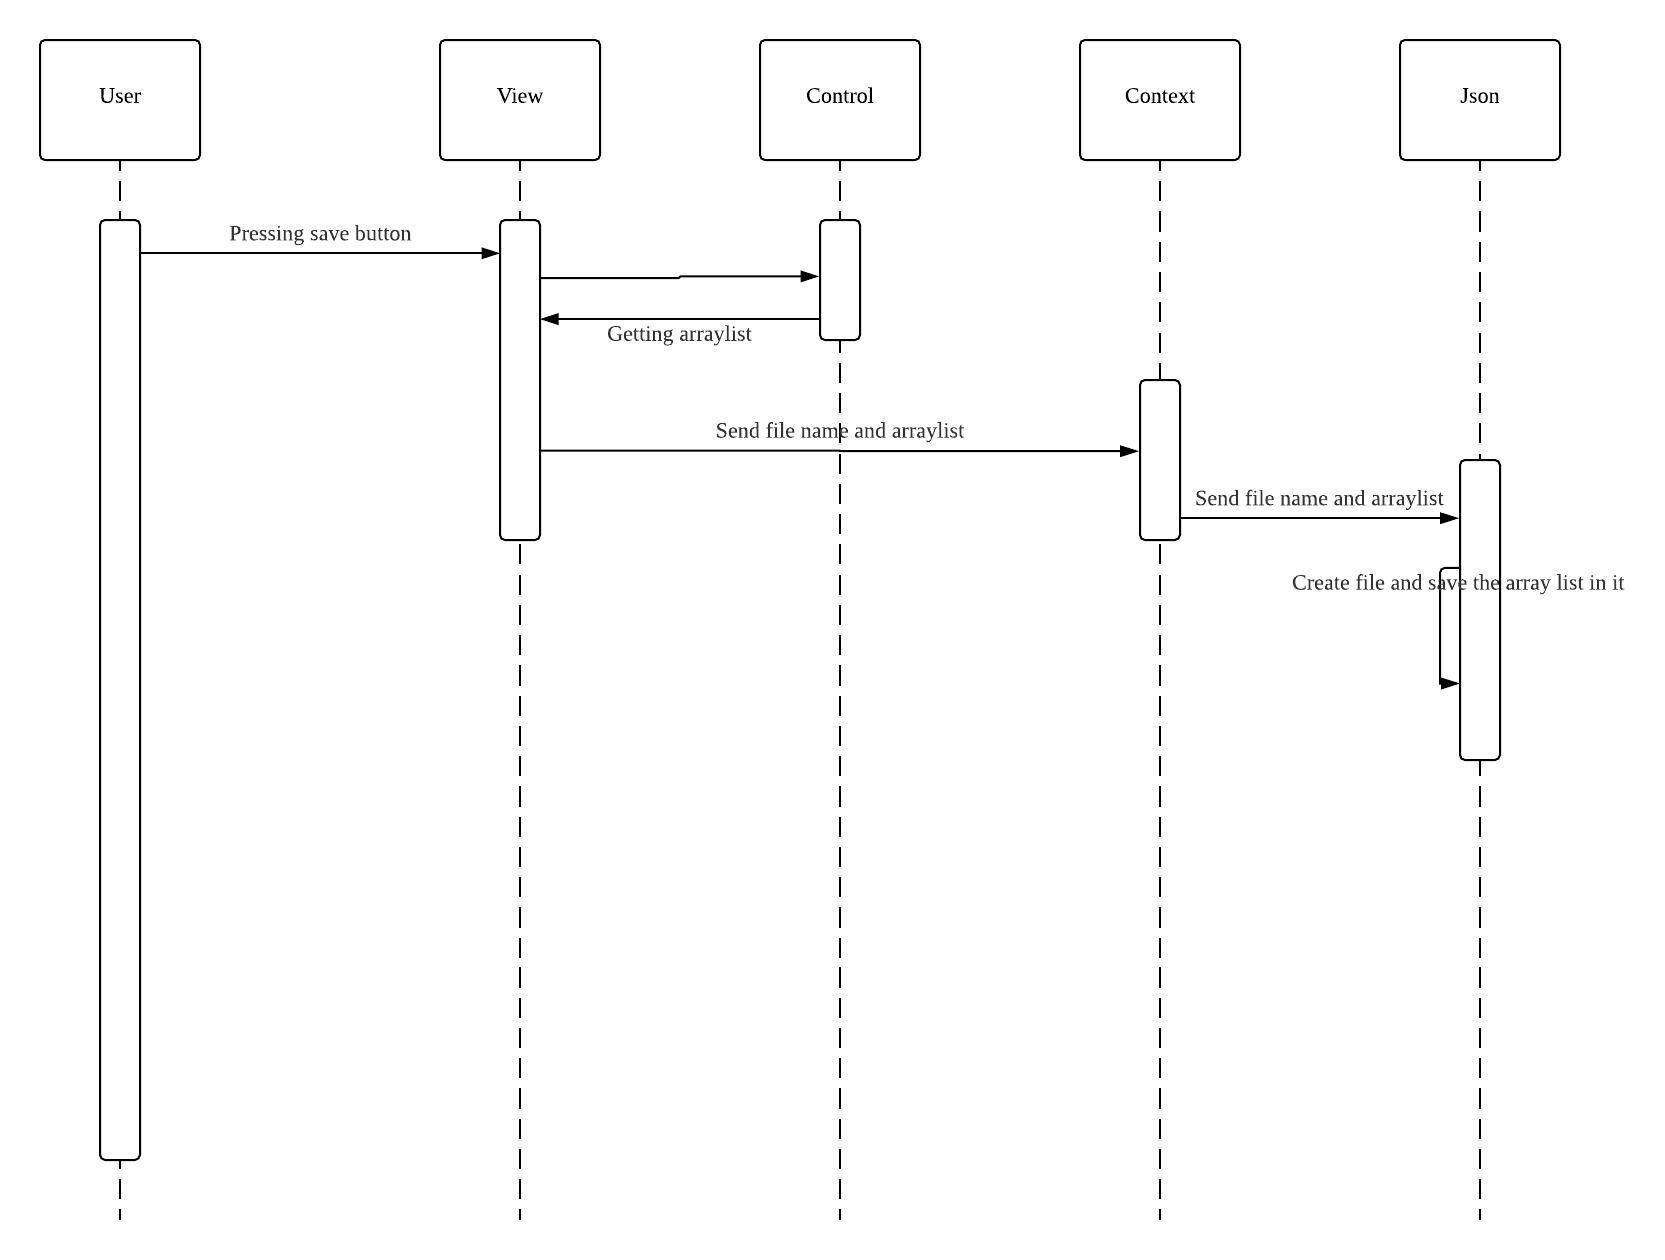 User
View
Control
Context
Json
Pressing save button
Getting arraylist
Send file name and arraylist
Send file name and arraylist
Create file and save the array list in it